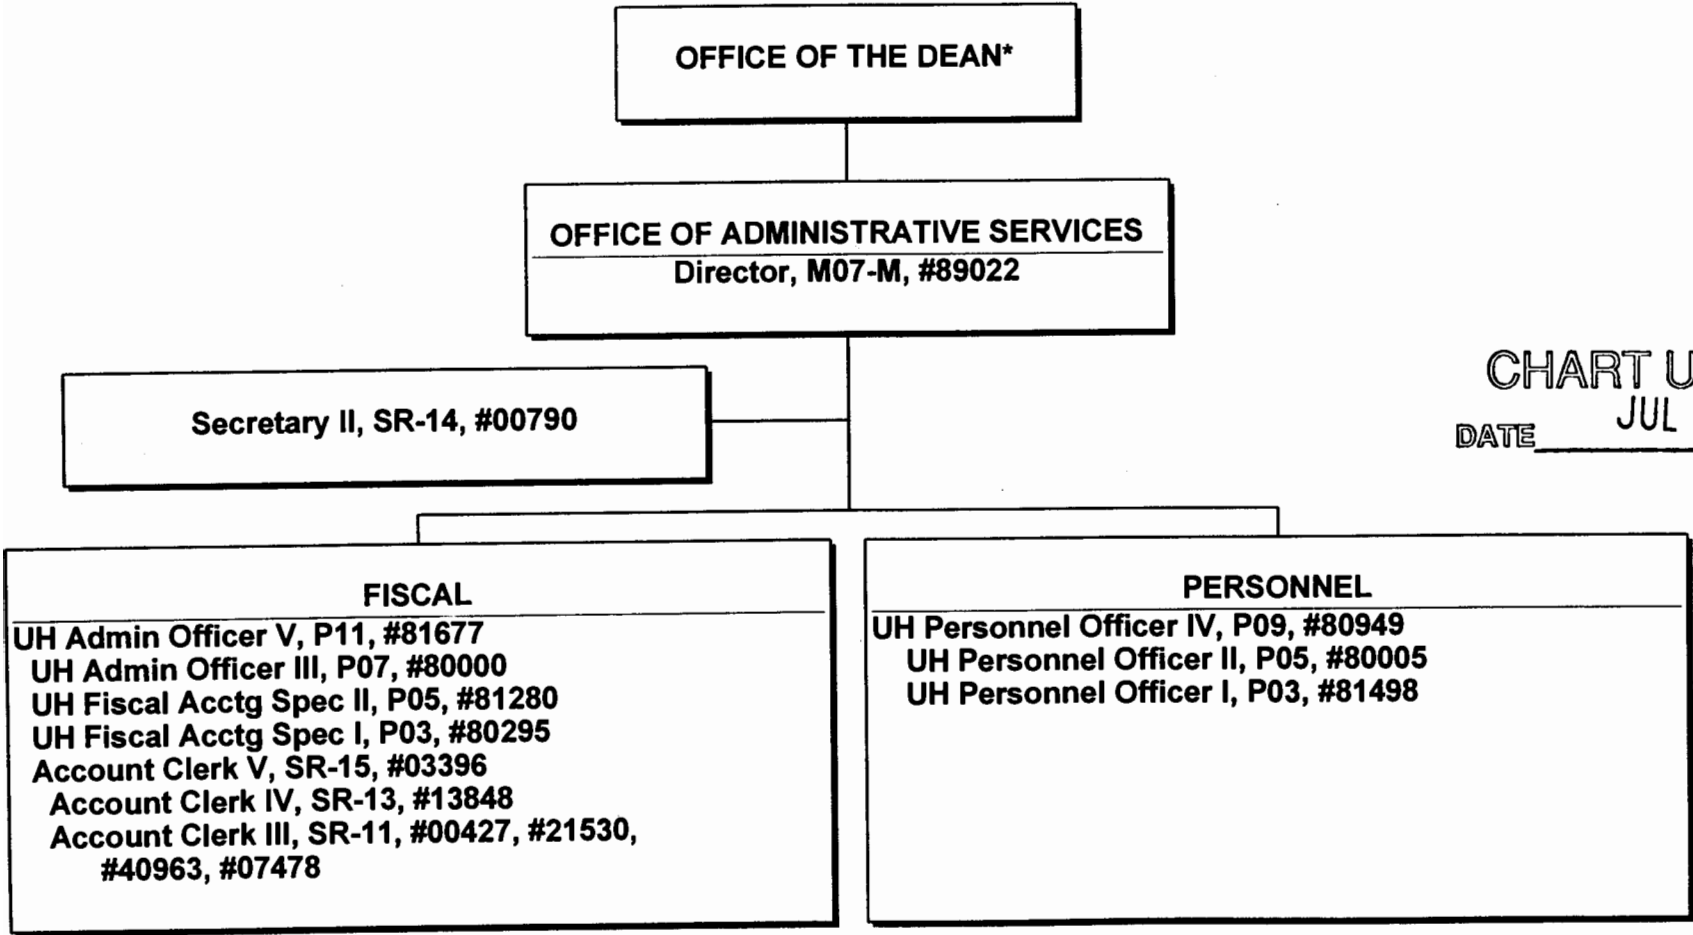 OFFICE OF THE DEAN*
OFFICE OF ADMINISTRATIVE SERVICES
Director, M07-M, #89022
Secretary II, SR-14, #00790
CHART U
DATE JUL
FISCAL
UH Admin Officer V, P11, #81677
UH Admin Officer III, P07, #80000
UH Fiscal Acctg Spec II, P05, #81280
UH Fiscal Acctg Spec I, P03, #80295
Account Clerk V, SR-15, #03396
Account Clerk IV, SR-13, #13848
Account Clerk III, SR-11, #00427, #21530,
#40963, #07478
PERSONNEL
UH Personnel Officer IV, P09, #80949
UH Personnel Officer II, P05, #80005
UH Personnel Officer I, P03, #81498